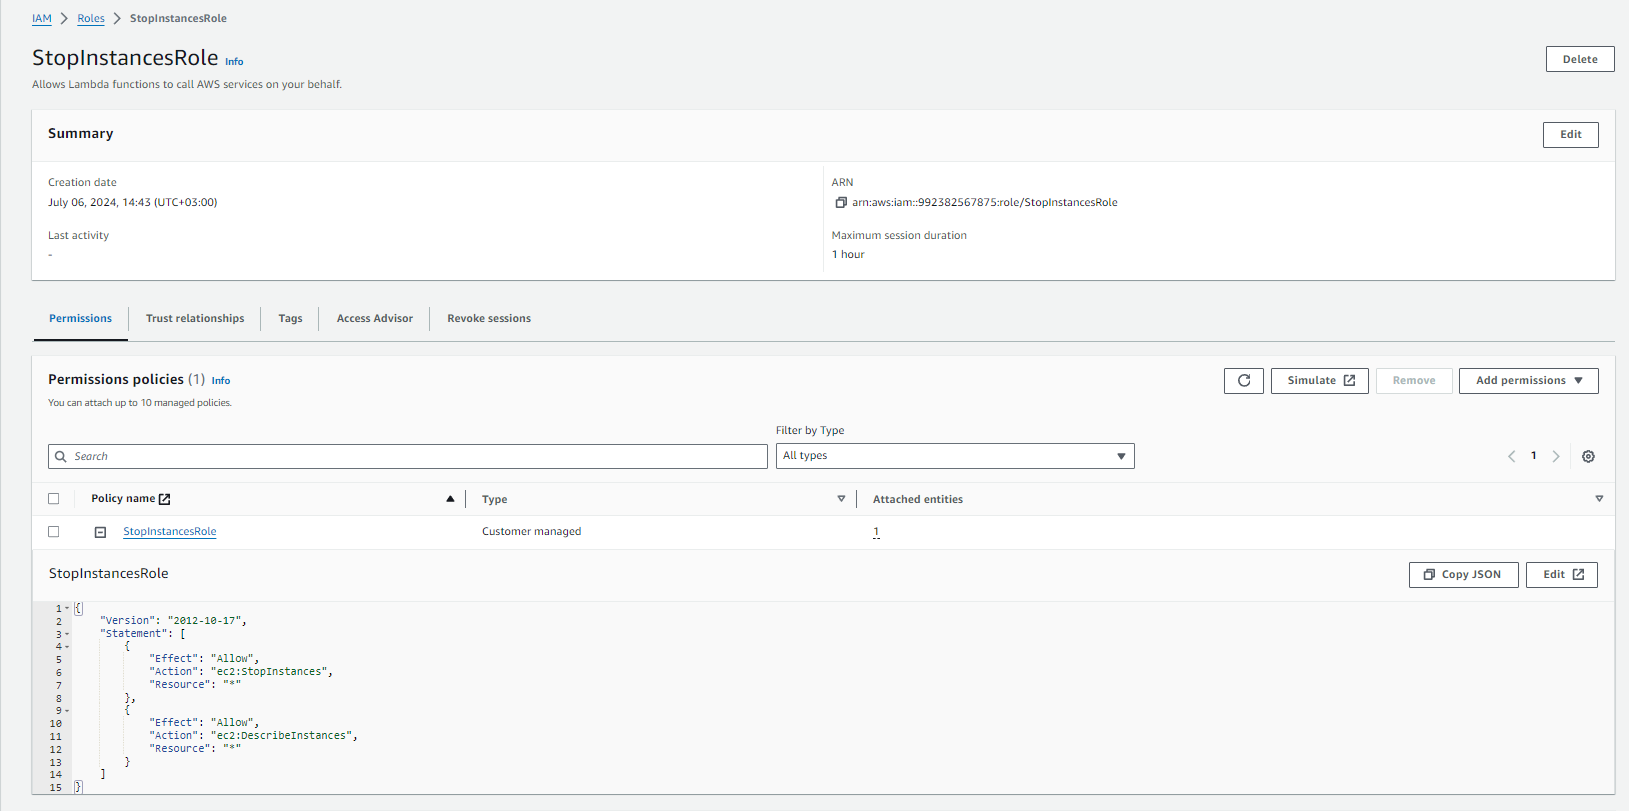 IAM > Roles > StopInstancesRole
StopInstancesRole Info
Delete
Allows Lambda functions to call AWS services on your behalf.
Summary
Edit
Creation date
July 06, 2024, 14:43 (UTC+03:00)
ARN
arn:aws:iam::992382567875:role/StopInstancesRole
Last activity
-
Maximum session duration
1 hour
Permissions
Trust relationships
Tags
Access Advisor
Revoke sessions
Permissions policies (1) Info
You can attach up to 10 managed policies.
Simulate
Remove
Add permissions
Filter by Type
Search
All types
1
Policy name
Type
Attached entities
StopInstancesRole
Customer managed
1
StopInstancesRole
Copy JSON
Edit
1 {
2 "Version": "2012-10-17",
3 "Statement": [
4 {
5 "Effect": "Allow",
6 "Action": "ec2:StopInstances",
7 "Resource": "*"
8 },
9 {
10 "Effect": "Allow",
11 "Action": "ec2:DescribeInstances",
12 "Resource": "*"
13 }
14 ]
15 }